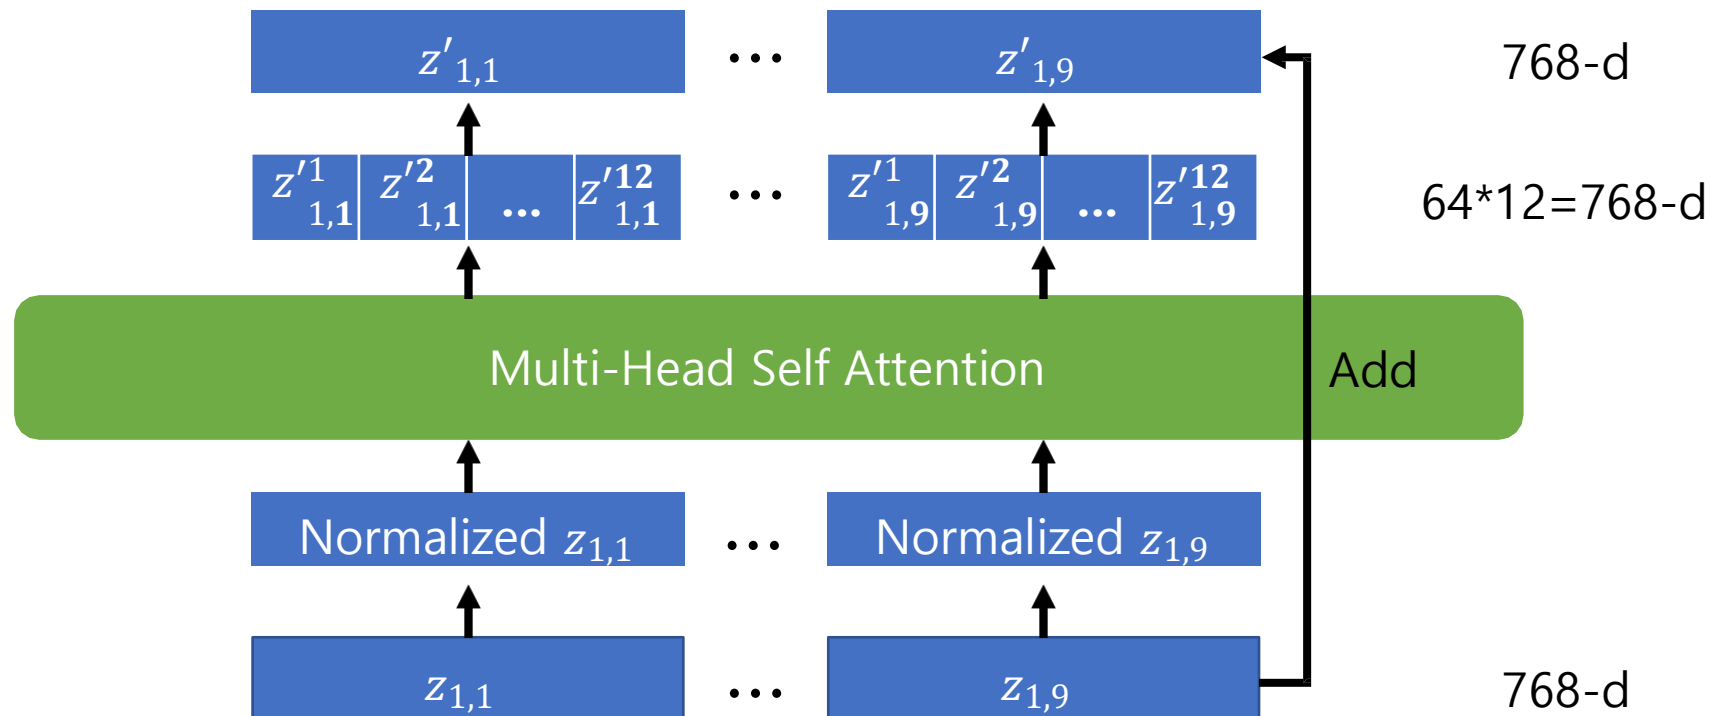 z′1,1 ... z′1,9 768-d
z′1 1,1 z′2 1,1 ... z′12 1,1 ... z′1 1,9 z′2 1,9 ... z′12 1,9 64*12=768-d
Multi-Head Self Attention Add
Normalized z1,1 ... Normalized z1,9
z1,1 ... z1,9 768-d